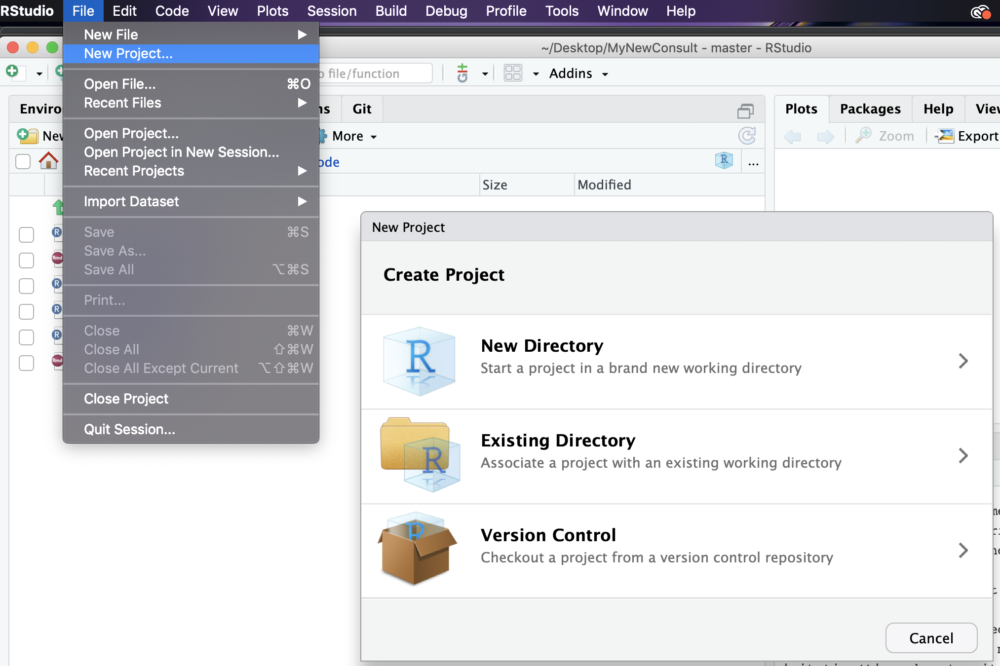 RStudio File Edit Code View Plots Session Build Debug Profile Tools Window Help
~/Desktop/MyNewConsult - master - RStudio
New File
New Project...
Open File... ⌘O
Recent Files
Open Project...
Open Project in New Session...
Recent Projects
Import Dataset
Save ⌘S
Save As...
Save All ⌥⌘S
Print...
Close ⌘W
Close All ⇧⌘W
Close All Except Current ⌥⇧⌘W
Close Project
Quit Session...
file/function
Git
Addins
Git
More
Size
Modified
Plots Packages Help
Zoom Export
...
R
Rmd
R
R
R
Rmd
New Project
Create Project
R
New Directory
Start a project in a brand new working directory
R
Existing Directory
Associate a project with an existing working directory
R
Version Control
Checkout a project from a version control repository
Cancel